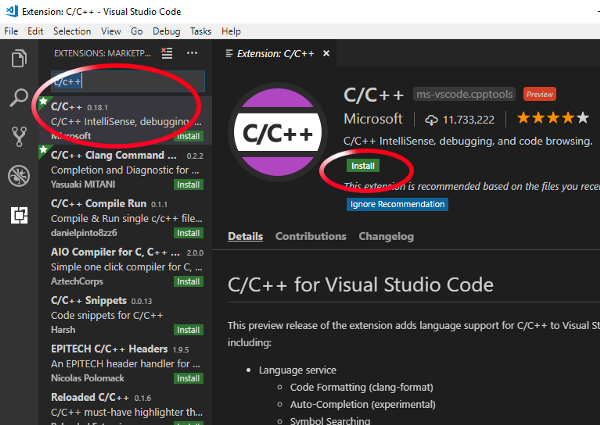 Extension: C/C++ - Visual Studio Code
File Edit Selection View Go Debug Tasks Help
EXTENSIONS: MARKETP...
C/C++
C/C++ 0.18.1
C/C++ IntelliSense, debugging, ...
Microsoft Install
C/C++ Clang Command ... 0.2.2
Completion and Diagnostic for ...
Yasuaki MITANI Install
C/C++ Compile Run 0.1.1
Compile & Run single c/c++ file...
danielpinto8zz6 Install
AIO Compiler for C, C++ ... 2.0.0
Simple one click compiler for C, ...
AztechCorps Install
C/C++ Snippets 0.0.13
Code snippets for C/C++
Harsh Install
EPITECH C/C++ Headers 1.9.5
An EPITECH header handler for ...
Nicolas Polomack Install
Reloaded C/C++ 0.1.6
C/C++ must-have highlighter th...
Extension: C/C++
C/C++
C/C++ ms-vscode.cpptools Preview
Microsoft 11,733,222
C/C++ IntelliSense, debugging, and code browsing.
Install
This extension is recommended based on the files you rece
Ignore Recommendation
Details Contributions Changelog
C/C++ for Visual Studio Code
This preview release of the extension adds language support for C/C++ to Visual St
including:
Language service
Code Formatting (clang-format)
Auto-Completion (experimental)
Symbol Searching